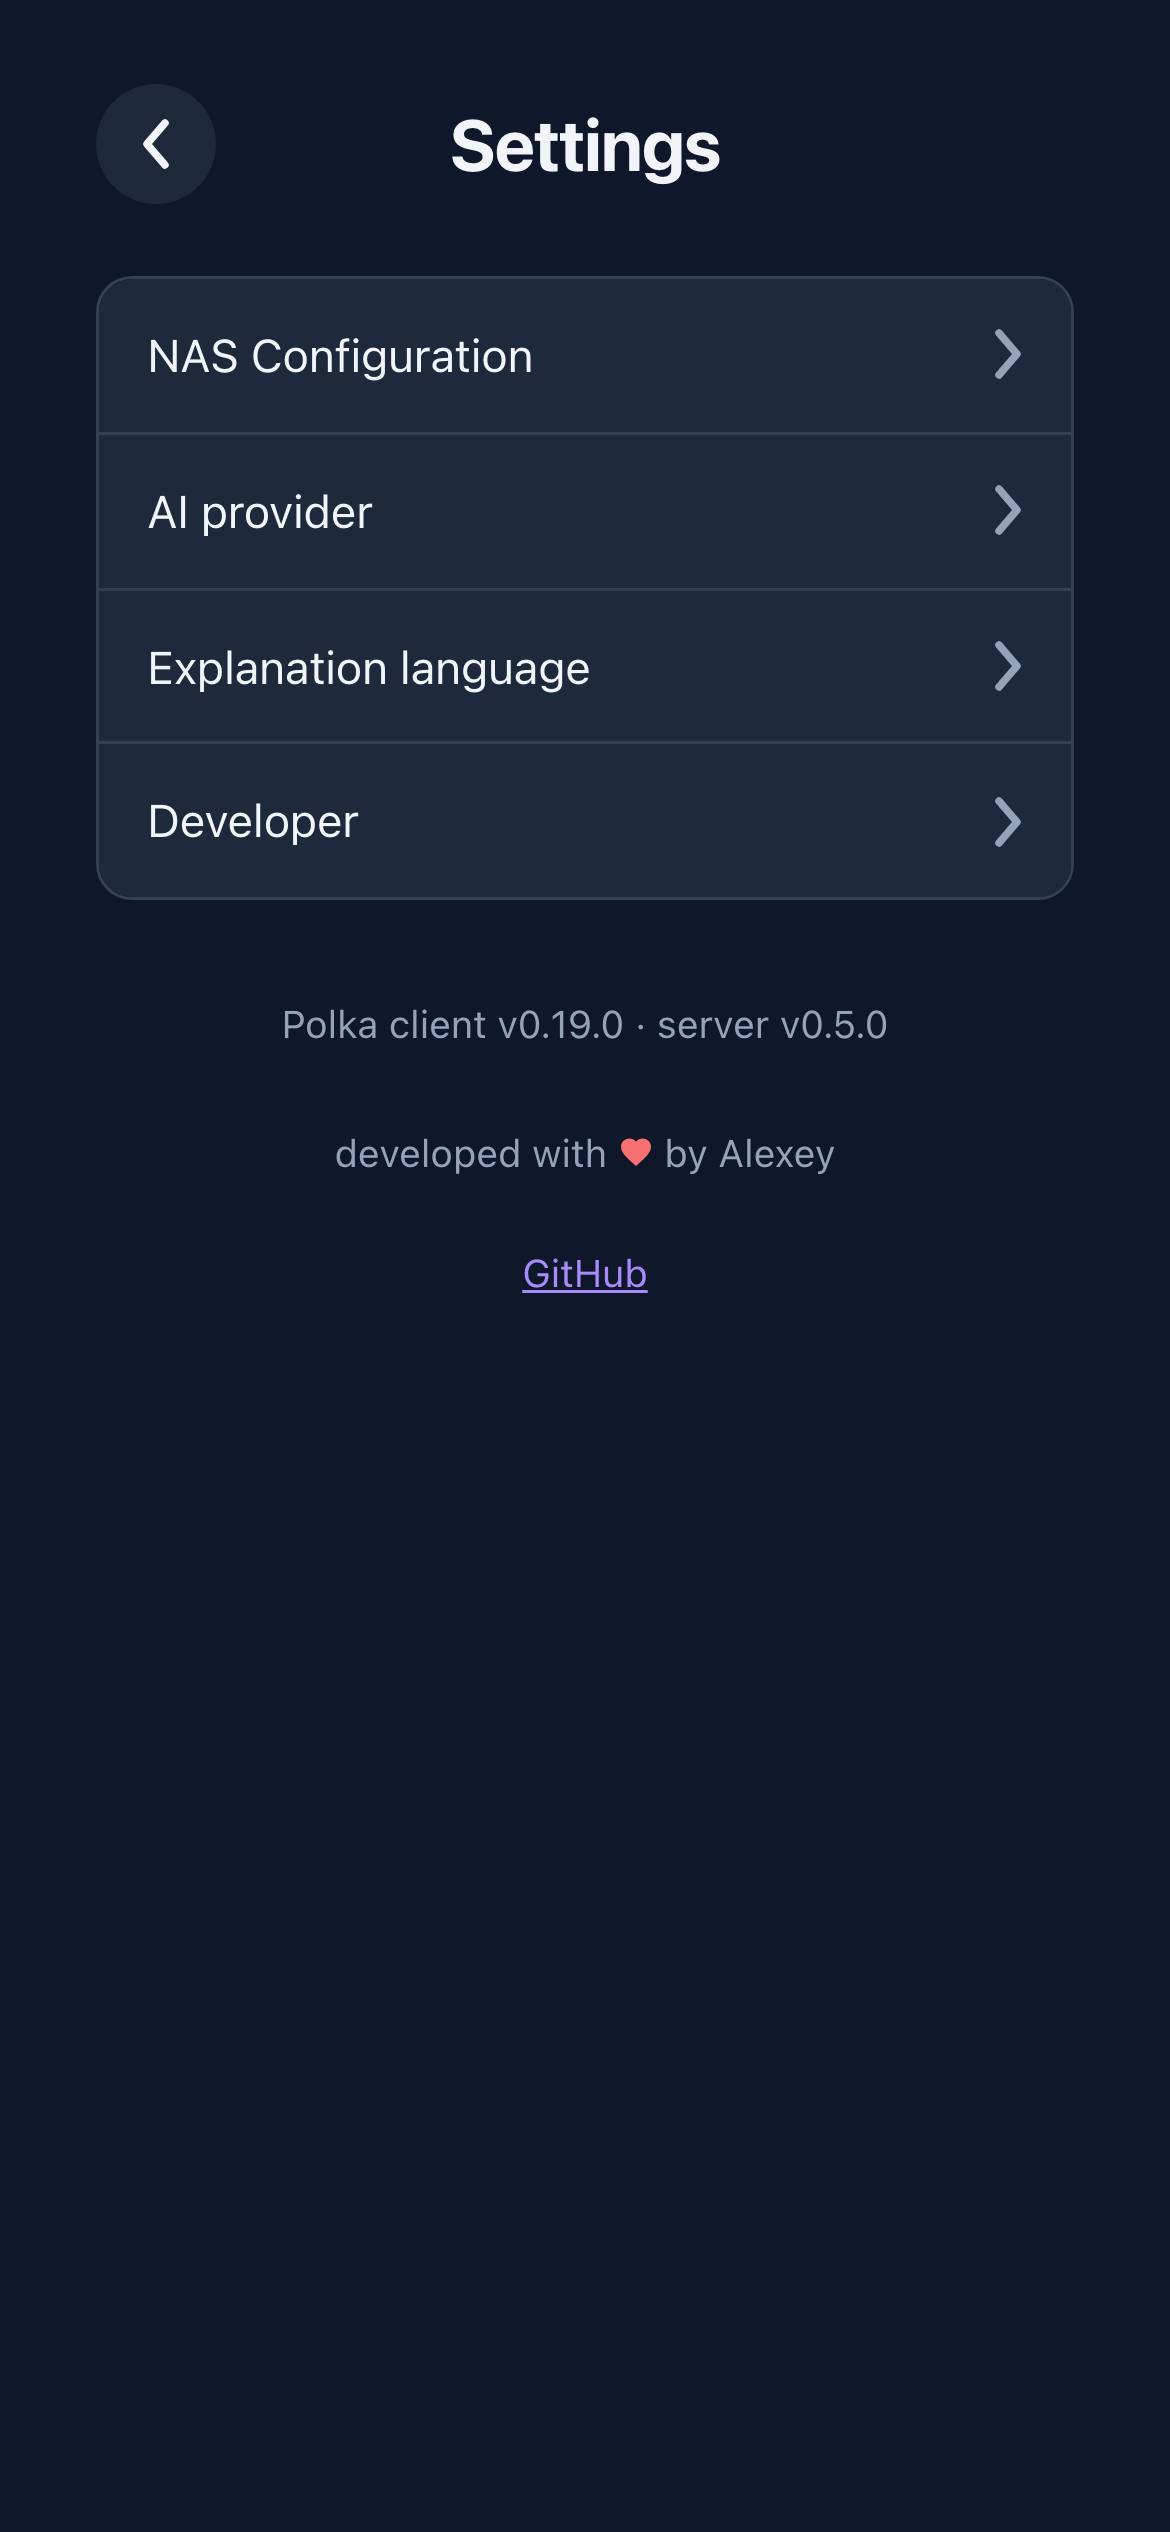 Settings
NAS Configuration
AI provider
Explanation language
Developer
Polka client v0.19.0 · server v0.5.0
developed with ♥ by Alexey
GitHub